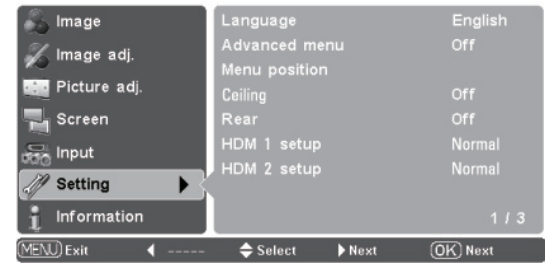 Image
Image adj.
Picture adj.
Screen
Input
Setting
Information
Language English
Advanced menu Off
Menu position
Ceiling Off
Rear Off
HDM 1 setup Normal
HDM 2 setup Normal
1 / 3
MENU Exit ----- Select Next OK Next